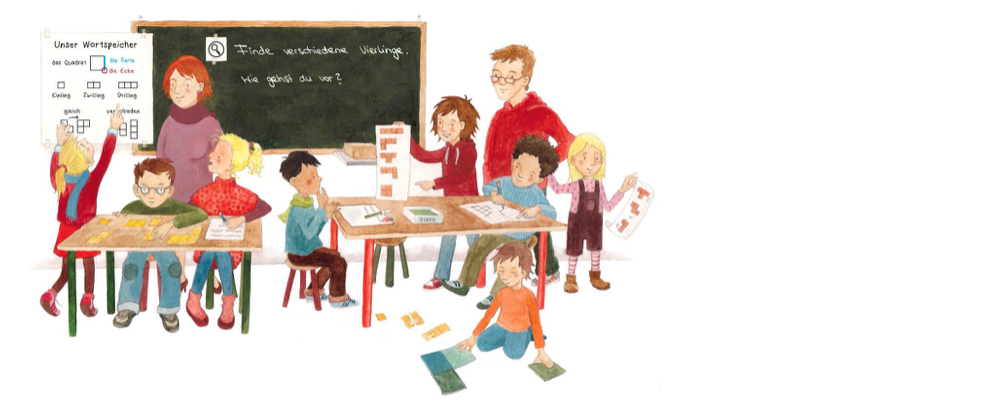 Unser Wortspeicher
das Quadrat
die Seite
die Ecke
Einling Zwilling Drilling
gleich verschieden
Finde verschiedene Vierlinge.
Wie gehst du vor?